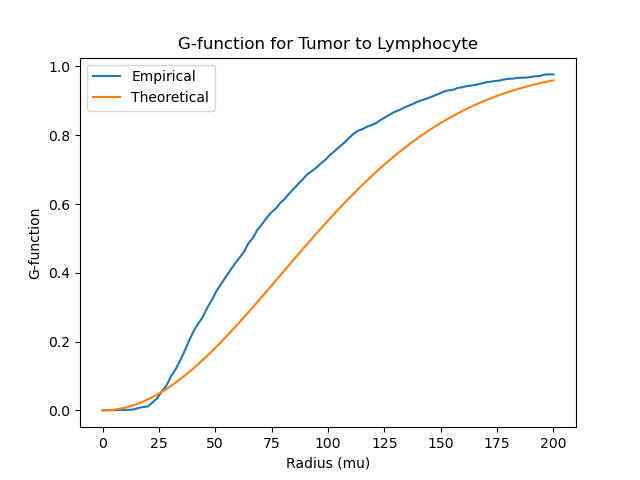 G-function for Tumor to Lymphocyte
Empirical
Theoretical
1.0
0.8
0.6
0.4
0.2
0.0
G-function
0 25 50 75 100 125 150 175 200
Radius (mu)